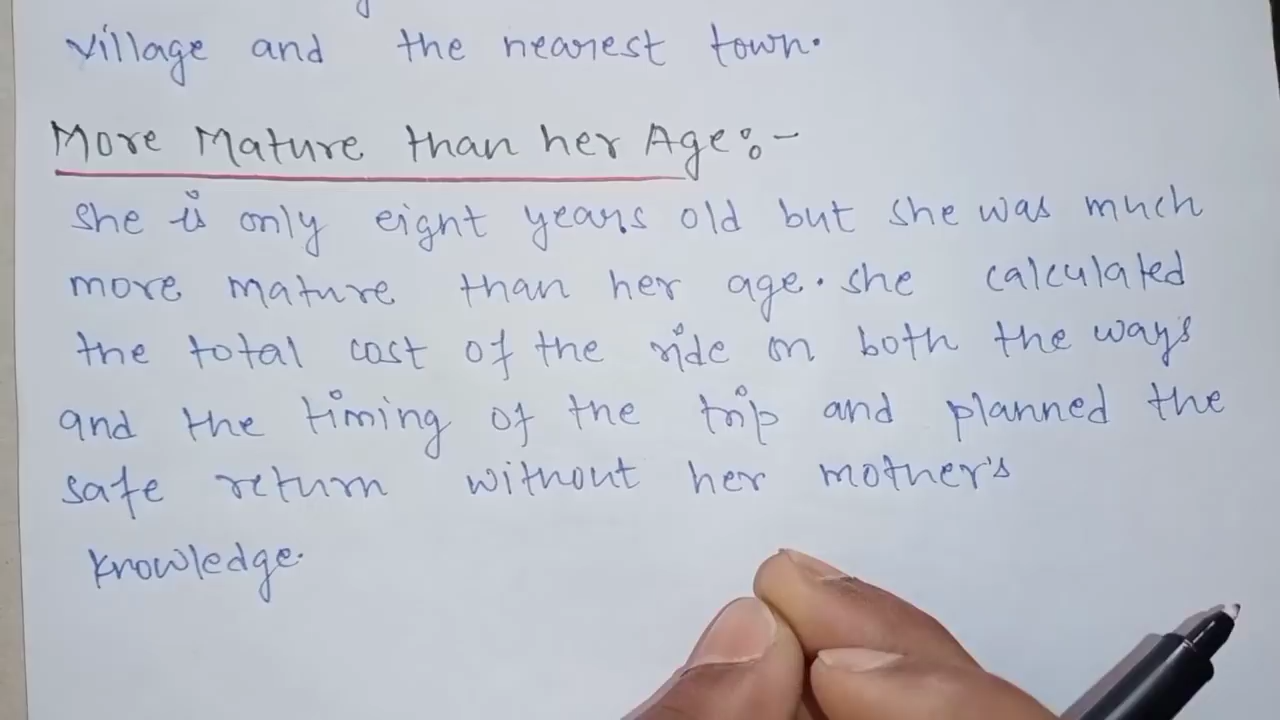 village and the nearest town.
More Mature than her Age:-
she is only eight years old but she was much
more mature than her age. she calculated
the total cost of the ride on both the ways
and the timing of the trip and planned the
safe return without her mother's
knowledge.